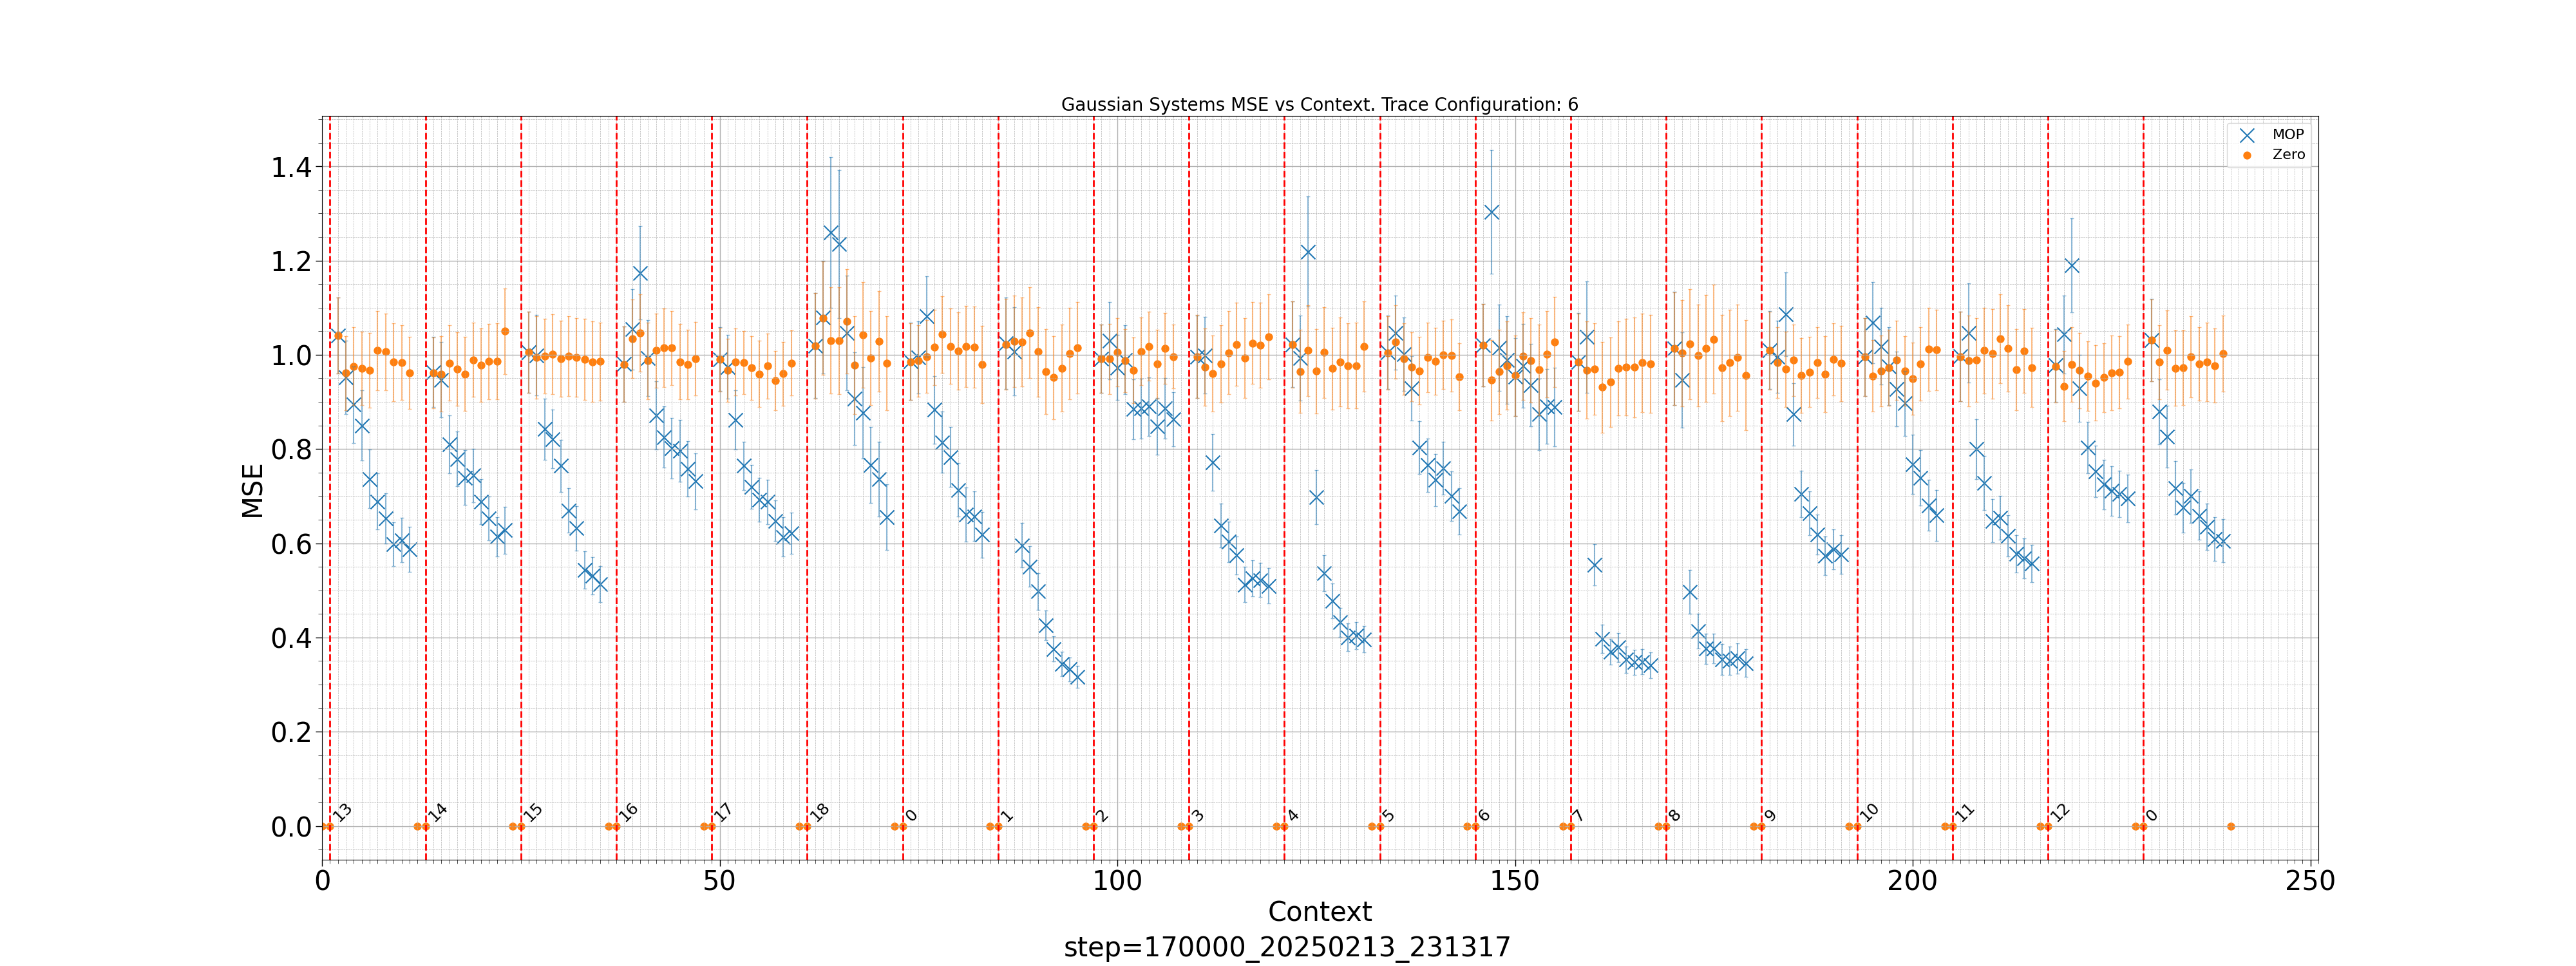 Gaussian Systems MSE vs Context. Trace Configuration: 6
MOP
Zero
MSE
1.4
1.2
1.0
0.8
0.6
0.4
0.2
0.0
13 14 15 16 17 18 0 1 2 3 4 5 6 7 8 9 10 11 12 0
0 50 100 150 200 250
Context
step=170000_20250213_231317